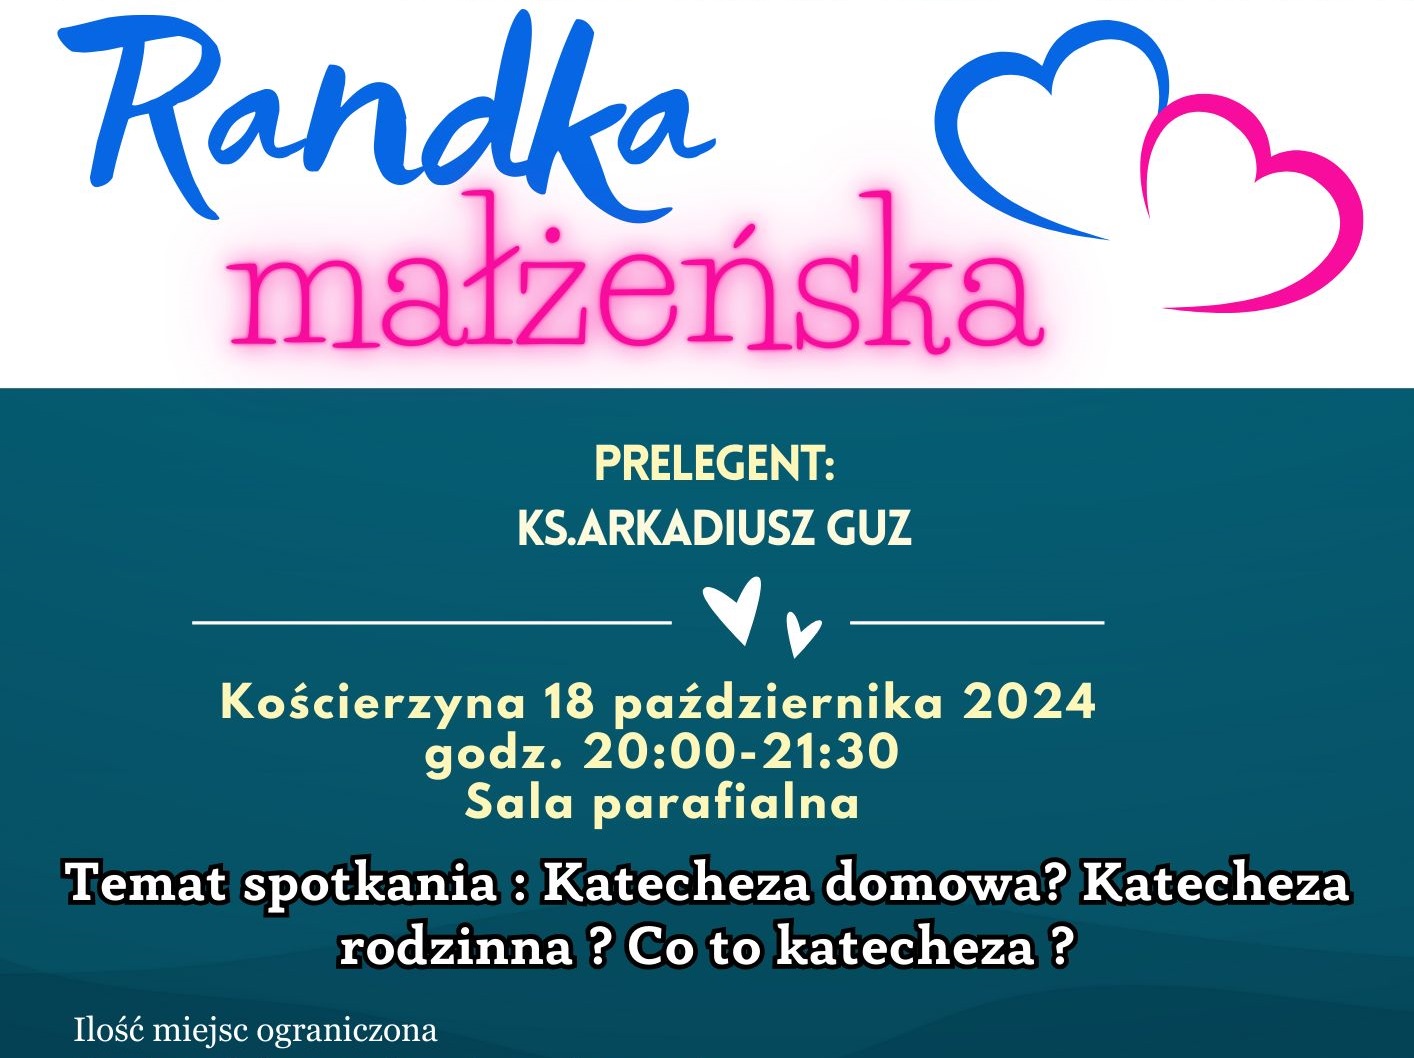 Randka
małżeńska
PRELEGENT:
KS.ARKADIUSZ GUZ
Kościerzyna 18 października 2024
godz. 20:00-21:30
Sala parafialna
Temat spotkania : Katecheza domowa? Katecheza
rodzinna ? Co to katecheza ?
Ilość miejsc ograniczona